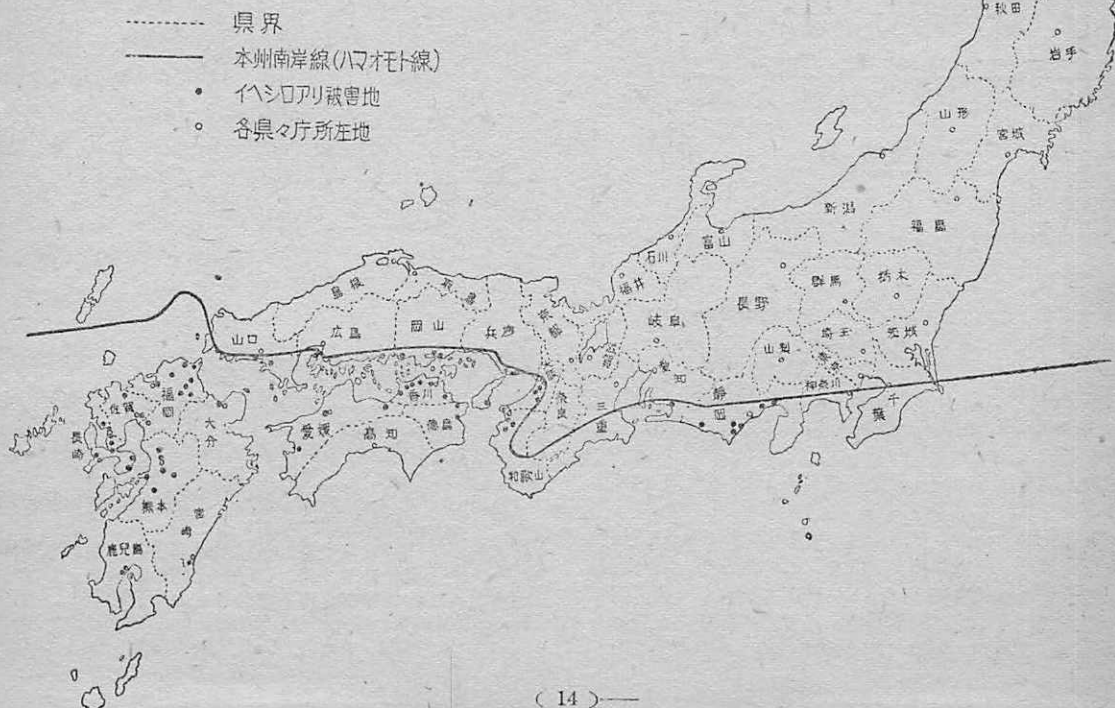 県界
本州南岸線(ハマオモト線)
イヘシロアリ被害地
各県々庁所在地
秋田
岩手
山形
宮城
新潟
福島
富山
石川
福井
群馬
栃木
長野
岐阜
埼玉
茨城
山梨
東京
神奈川
千葉
静岡
愛知
三重
奈良
和歌山
京都
兵庫
岡山
広島
島根
鳥取
山口
香川
徳島
愛媛
高知
福岡
佐賀
長崎
大分
熊本
宮崎
鹿児島
( 14 )